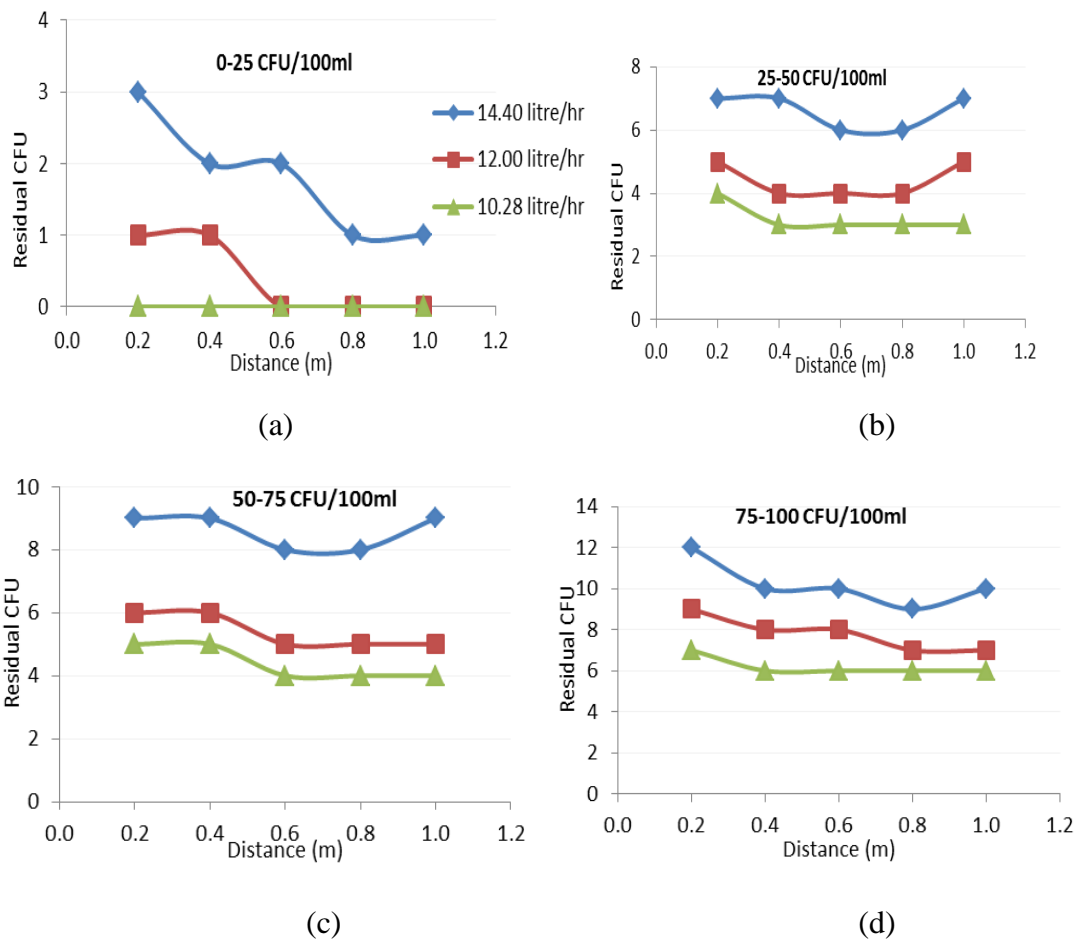 4
3
2
1
0
Residual CFU
0-25 CFU/100ml
14.40 litre/hr
12.00 litre/hr
10.28 litre/hr
0.0 0.2 0.4 0.6 0.8 1.0 1.2
Distance (m)
(a)
8
6
4
2
0
Residual CFU
25-50 CFU/100ml
0.0 0.2 0.4 0.6 0.8 1.0 1.2
Distance (m)
(b)
10
8
6
4
2
0
Residual CFU
50-75 CFU/100ml
0.0 0.2 0.4 0.6 0.8 1.0 1.2
Distance (m)
(c)
14
12
10
8
6
4
2
0
Residual CFU
75-100 CFU/100ml
0.0 0.2 0.4 0.6 0.8 1.0 1.2
Distance (m)
(d)